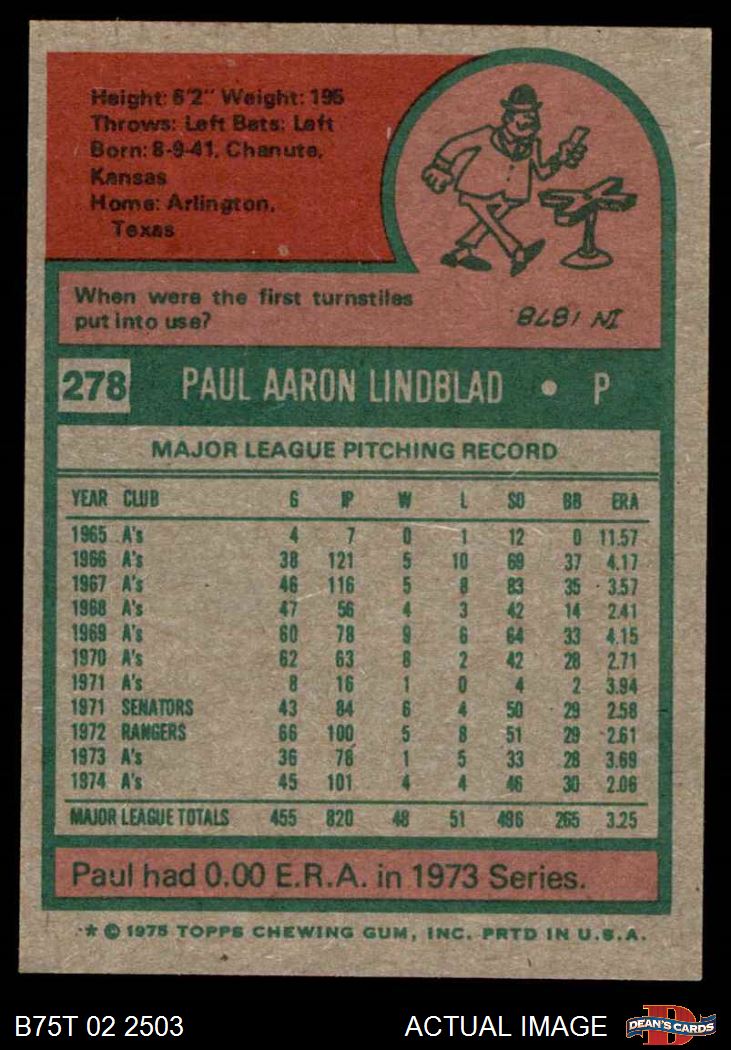 Height: 6'2" Weight: 195
Throws: Left Bats: Left
Born: 8-9-41, Chanute,
Kansas
Home: Arlington,
Texas
When were the first turnstiles
put into use?
IN 1878.
278 PAUL AARON LINDBLAD • P
MAJOR LEAGUE PITCHING RECORD
YEAR CLUB G IP W L SO BB ERA
1965 A's 4 7 0 1 12 0 11.57
1966 A's 38 121 5 10 69 37 4.17
1967 A's 46 116 5 8 83 35 3.57
1968 A's 47 56 4 3 42 14 2.41
1969 A's 60 78 9 6 64 33 4.15
1970 A's 62 63 8 2 42 28 2.71
1971 A's 8 16 1 0 4 2 3.94
1971 SENATORS 43 84 6 4 50 29 2.58
1972 RANGERS 66 100 5 8 51 29 2.61
1973 A's 36 78 1 5 33 28 3.69
1974 A's 45 101 4 4 46 30 2.06
MAJOR LEAGUE TOTALS 455 820 48 51 496 265 3.25
Paul had 0.00 E.R.A. in 1973 Series.
* © 1975 TOPPS CHEWING GUM, INC. PRTD IN U.S.A.
B75T 02 2503 ACTUAL IMAGE D DEAN'S CARDS